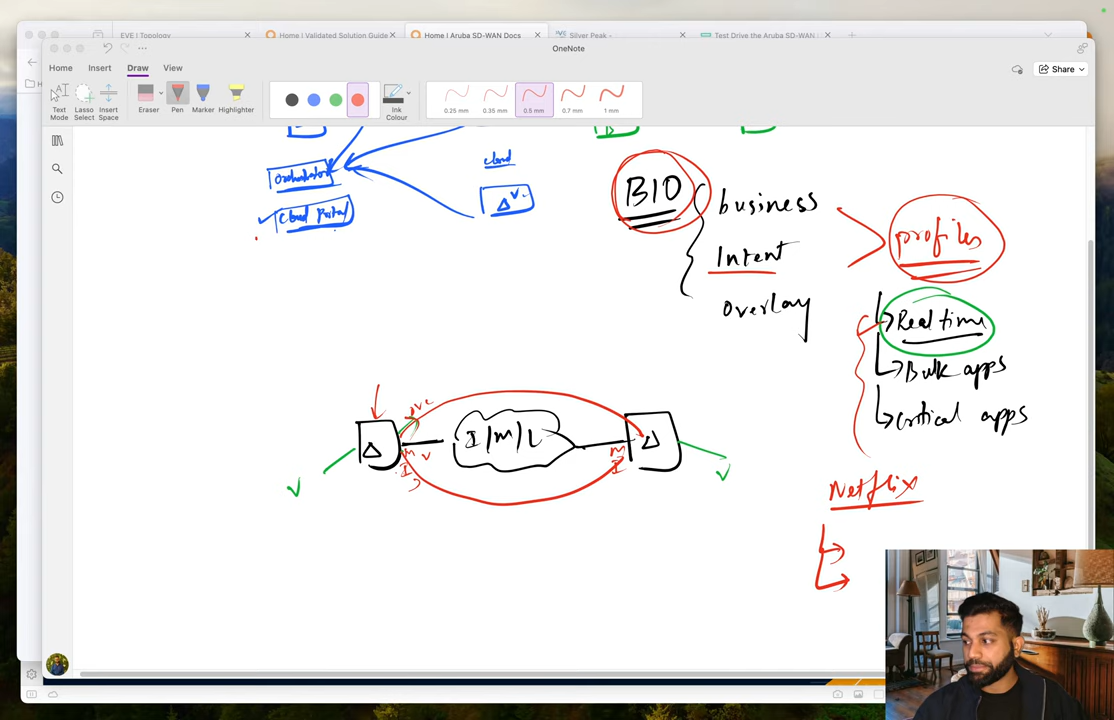 EVE | Topology
Home | Validated Solution Guide
Home | Aruba SD-WAN Docs
Silver Peak -
Test Drive the Aruba SD-WAN
OneNote
Home
Insert
Draw
View
Share
Text Mode
Lasso Select
Insert Space
Eraser
Pen
Marker
Highlighter
Ink Colour
0.25 mm
0.35 mm
0.5 mm
0.7 mm
1 mm
Orchestrator
Cloud Portal
cloud
BIO
business
Intent
overlay
profiles
Real time
Bulk apps
critical apps
I/M/L
M
I
M
I
Netflix